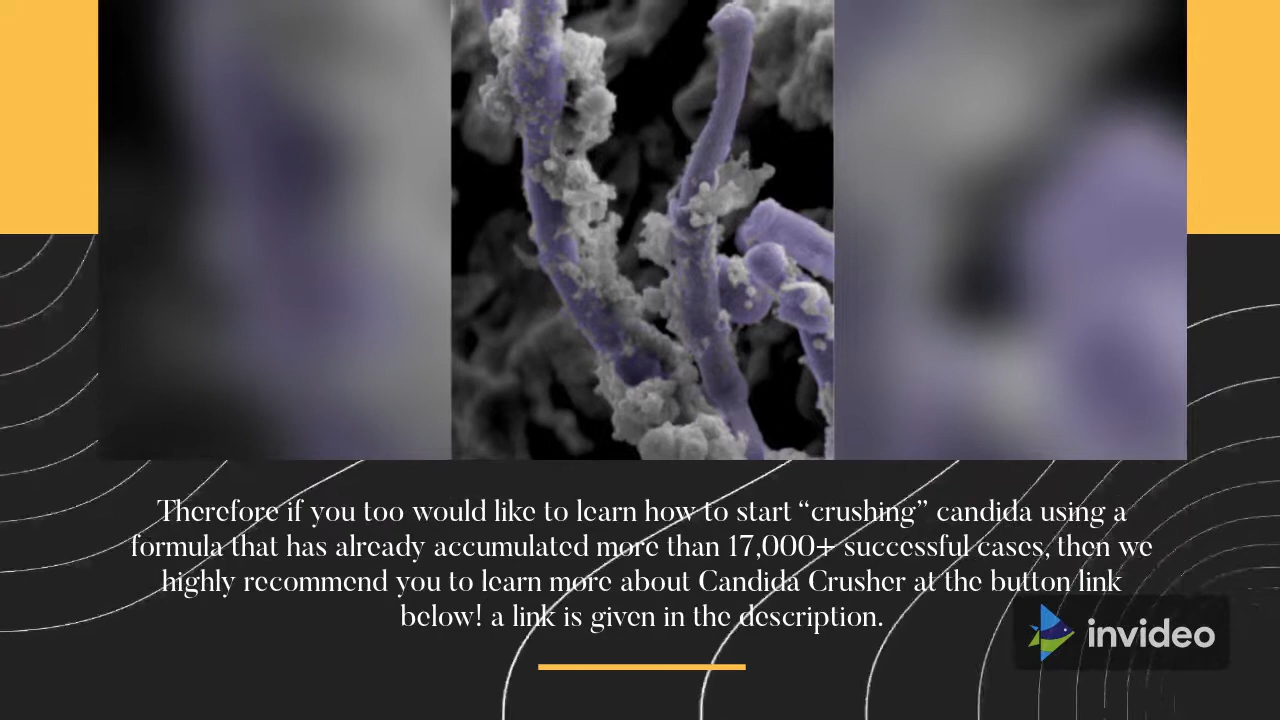 Therefore if you too would like to learn how to start “crushing” candida using a
formula that has already accumulated more than 17,000+ successful cases, then we
highly recommend you to learn more about Candida Crusher at the button link
below! a link is given in the description.
invideo